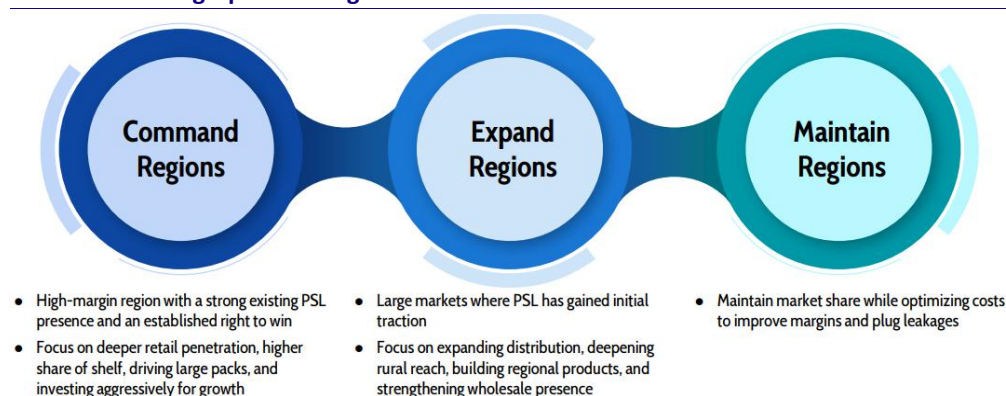 Command
Regions
Expand
Regions
Maintain
Regions
● High-margin region with a strong existing PSL
presence and an established right to win
● Focus on deeper retail penetration, higher
share of shelf, driving large packs, and
investing aggressively for growth
● Large markets where PSL has gained initial
traction
● Focus on expanding distribution, deepening
rural reach, building regional products, and
strengthening wholesale presence
● Maintain market share while optimizing costs
to improve margins and plug leakages